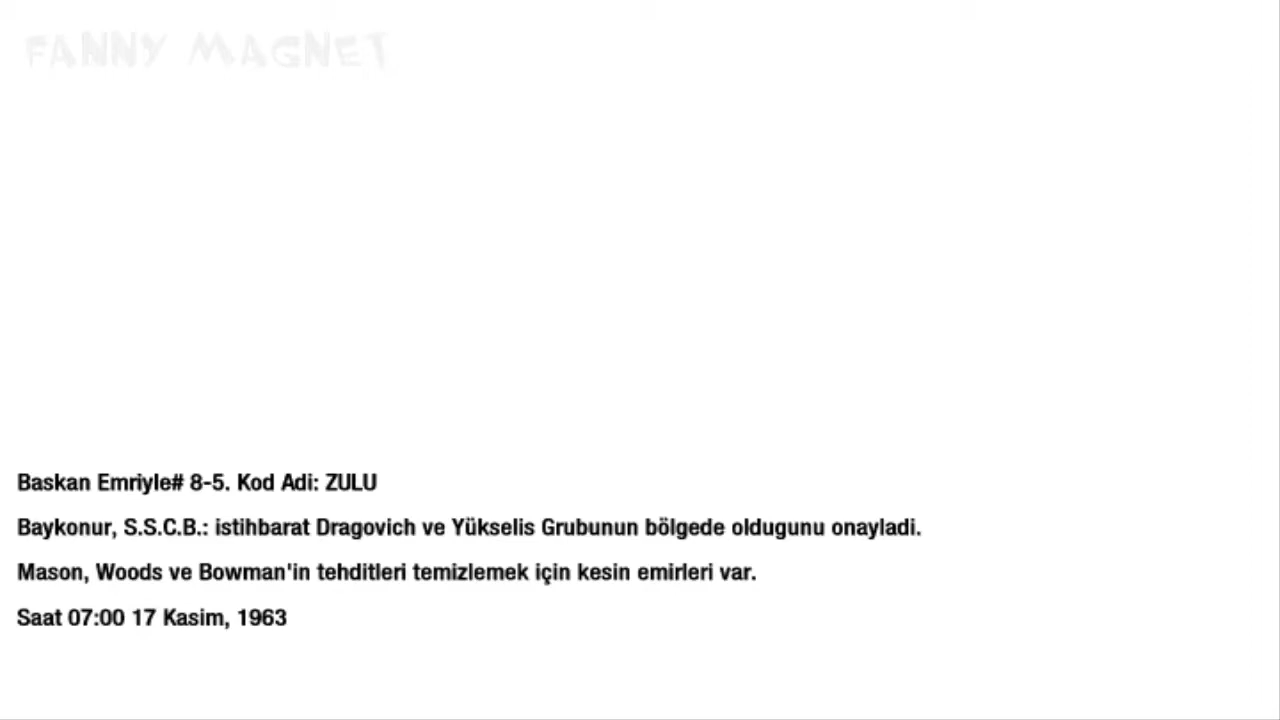 FANNY MAGNET
Baskan Emriyle# 8-5. Kod Adi: ZULU
Baykonur, S.S.C.B.: istihbarat Dragovich ve Yükselis Grubunun bölgede oldugunu onayladi.
Mason, Woods ve Bowman'in tehditleri temizlemek için kesin emirleri var.
Saat 07:00 17 Kasim, 1963